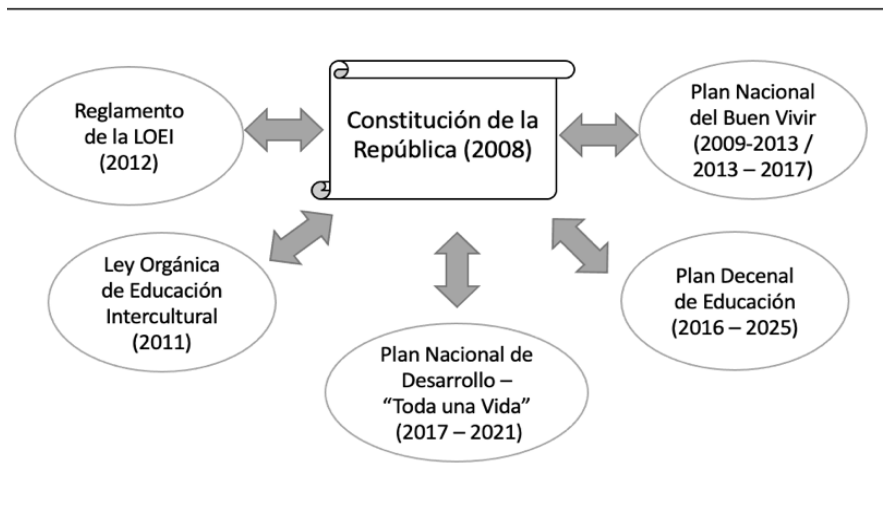 Reglamento
de la LOEI
(2012)
Constitución de la
República (2008)
Plan Nacional
del Buen Vivir
(2009-2013 /
2013 – 2017)
Ley Orgánica
de Educación
Intercultural
(2011)
Plan Nacional de
Desarrollo –
“Toda una Vida”
(2017 – 2021)
Plan Decenal
de Educación
(2016 – 2025)